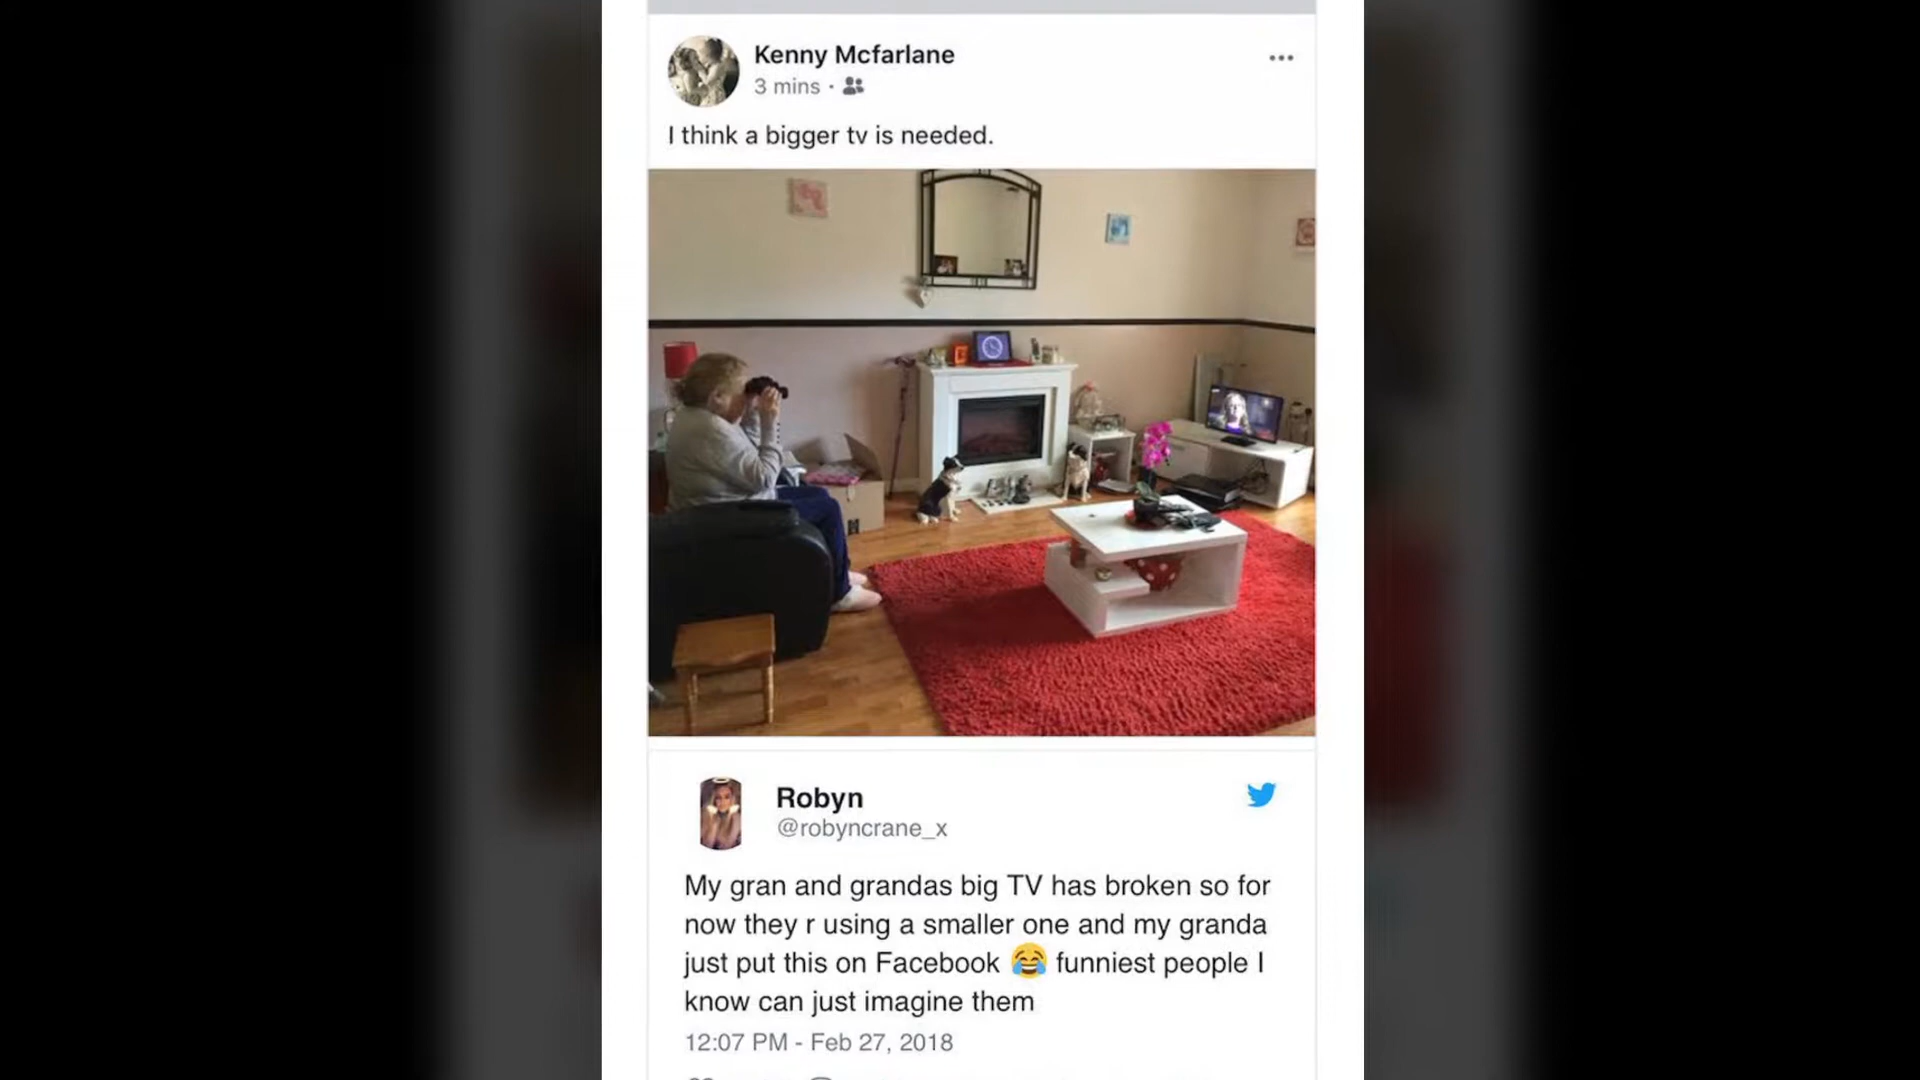 Kenny Mcfarlane
3 mins ·
I think a bigger tv is needed.
Robyn
@robyncrane_x
My gran and grandas big TV has broken so for
now they r using a smaller one and my granda
just put this on Facebook 😂 funniest people I
know can just imagine them
12:07 PM - Feb 27, 2018